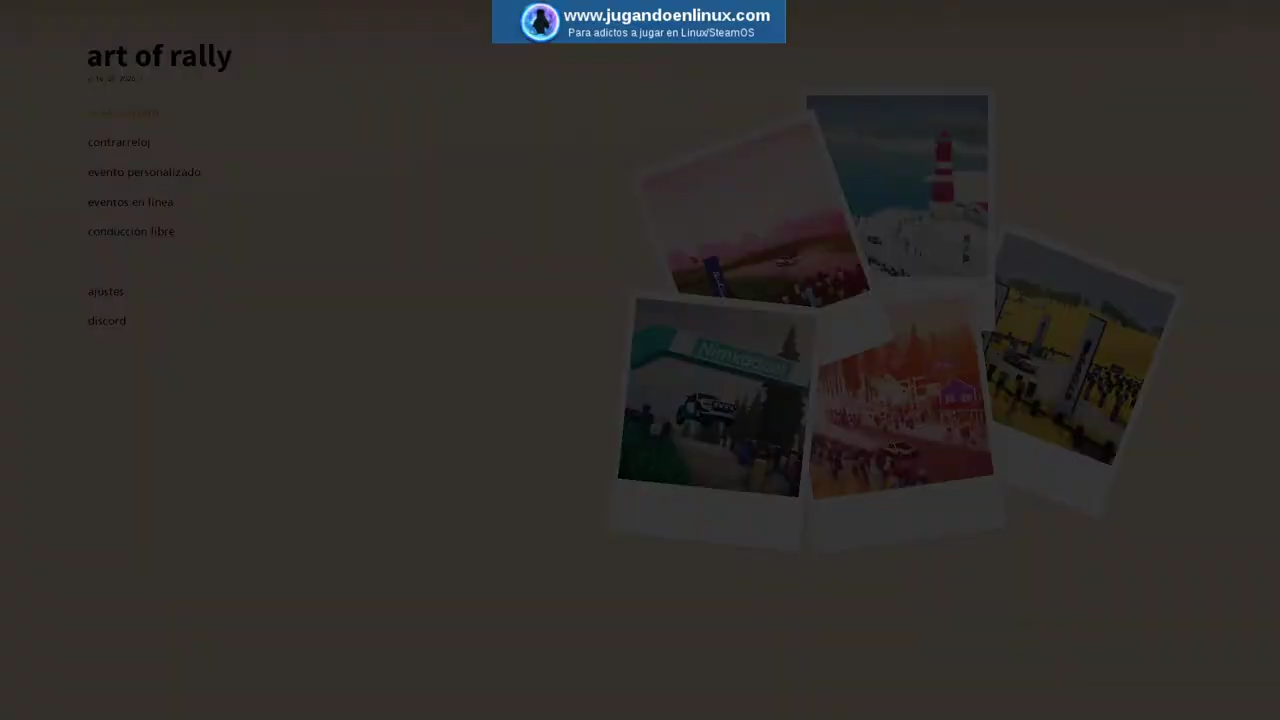 www.jugandoenlinux.com
Para adictos a jugar en Linux/SteamOS
art of rally
contrarreloj
evento personalizado
eventos en línea
conducción libre
ajustes
discord